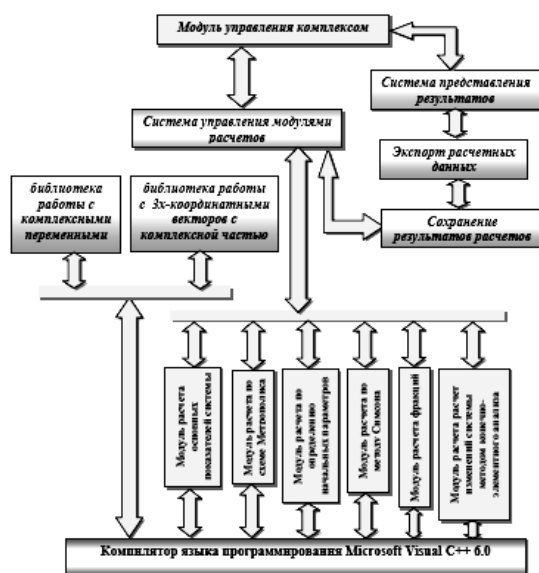 Модуль управления комплексом
Система представления
результатов
Система управления модулями
расчетов
Экспорт расчетных
данных
библиотека
работы с
комплексными
переменными
библиотека работы
с 3х-координатными
векторов с
комплексной частью
Сохранение
результатов расчетов
Модуль расчета
основных
показателей системы
Модуль расчета по
схеме Метрополиса
Модуль расчета по
определению
начальных параметров
Модуль расчета по
методу Симсона
Модуль расчета фракций
Модуль расчета расчет
изменений системы
методом конечно-
элементного анализа
Компилятор языка программирования Microsoft Visual C++ 6.0